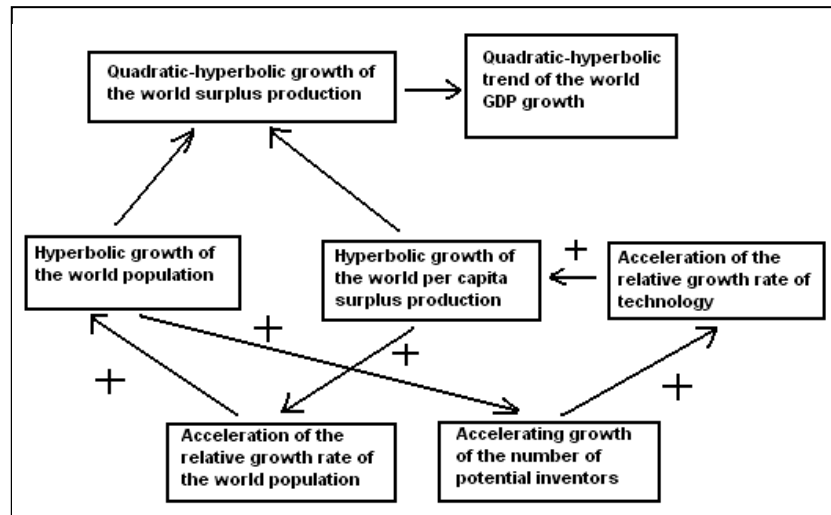 Quadratic-hyperbolic growth of
the world surplus production
Quadratic-hyperbolic
trend of the world
GDP growth
Hyperbolic growth of
the world population
Hyperbolic growth of
the world per capita
surplus production
+
Acceleration of the
relative growth rate of
technology
+
+
+
+
Acceleration of the
relative growth rate of
the world population
Accelerating growth
of the number of
potential inventors